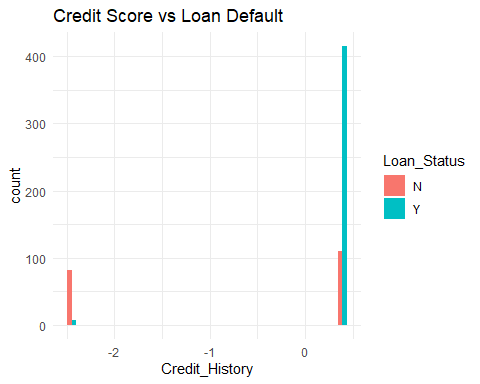 Credit Score vs Loan Default
400
300
200
100
0
count
-2
-1
0
Credit_History
Loan_Status
N
Y